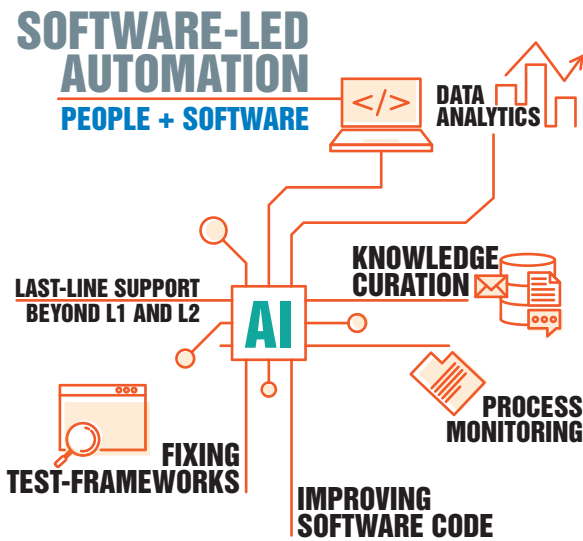 SOFTWARE-LED
AUTOMATION
PEOPLE + SOFTWARE
</>
DATA
ANALYTICS
KNOWLEDGE
CURATION
LAST-LINE SUPPORT
BEYOND L1 AND L2
AI
PROCESS
MONITORING
FIXING
TEST-FRAMEWORKS
IMPROVING
SOFTWARE CODE